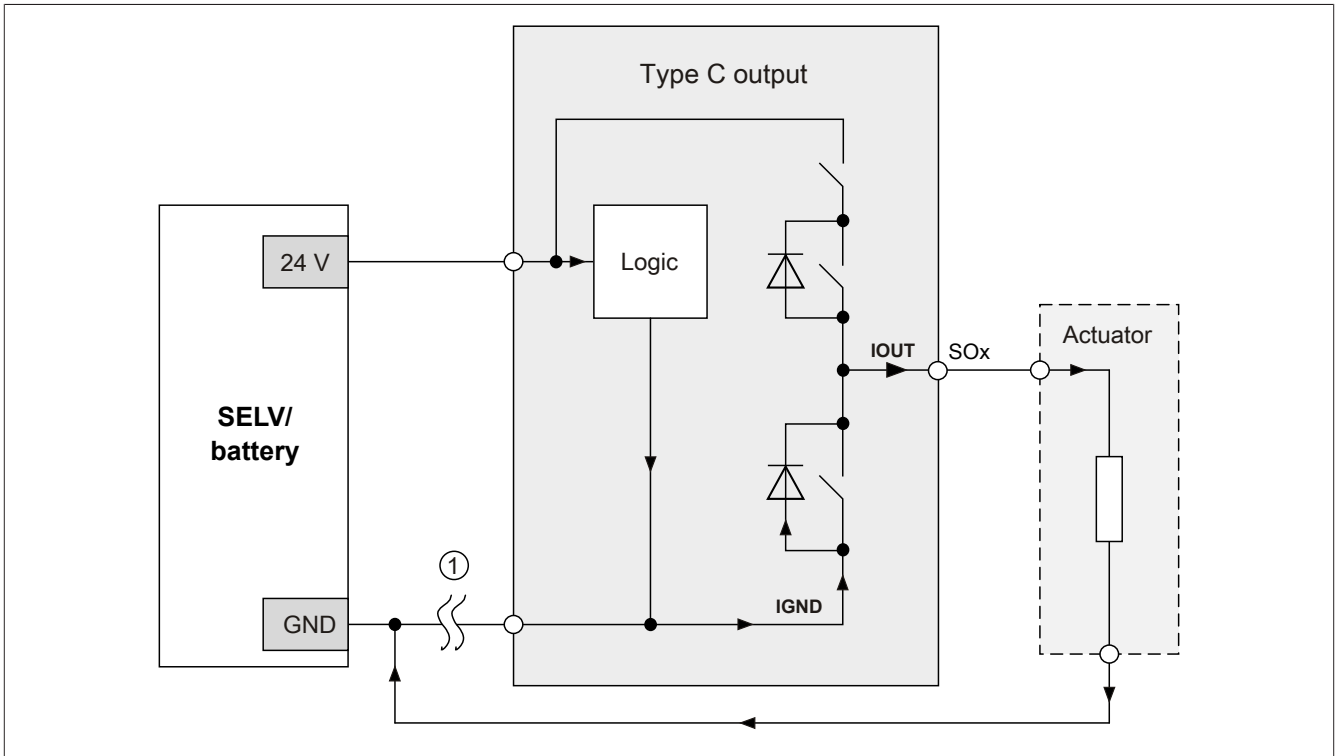 Type C output
24 V
Logic
SELV/
battery
IOUT
SOx
Actuator
1
GND
IGND